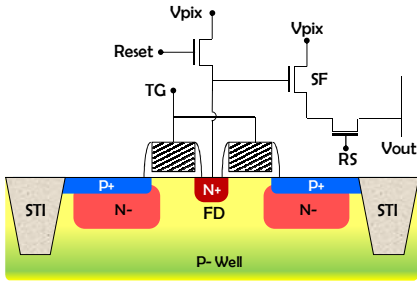 Vpix
Vpix
Reset
SF
TG
RS
Vout
P+
N+
P+
STI
N-
FD
N-
STI
P- Well